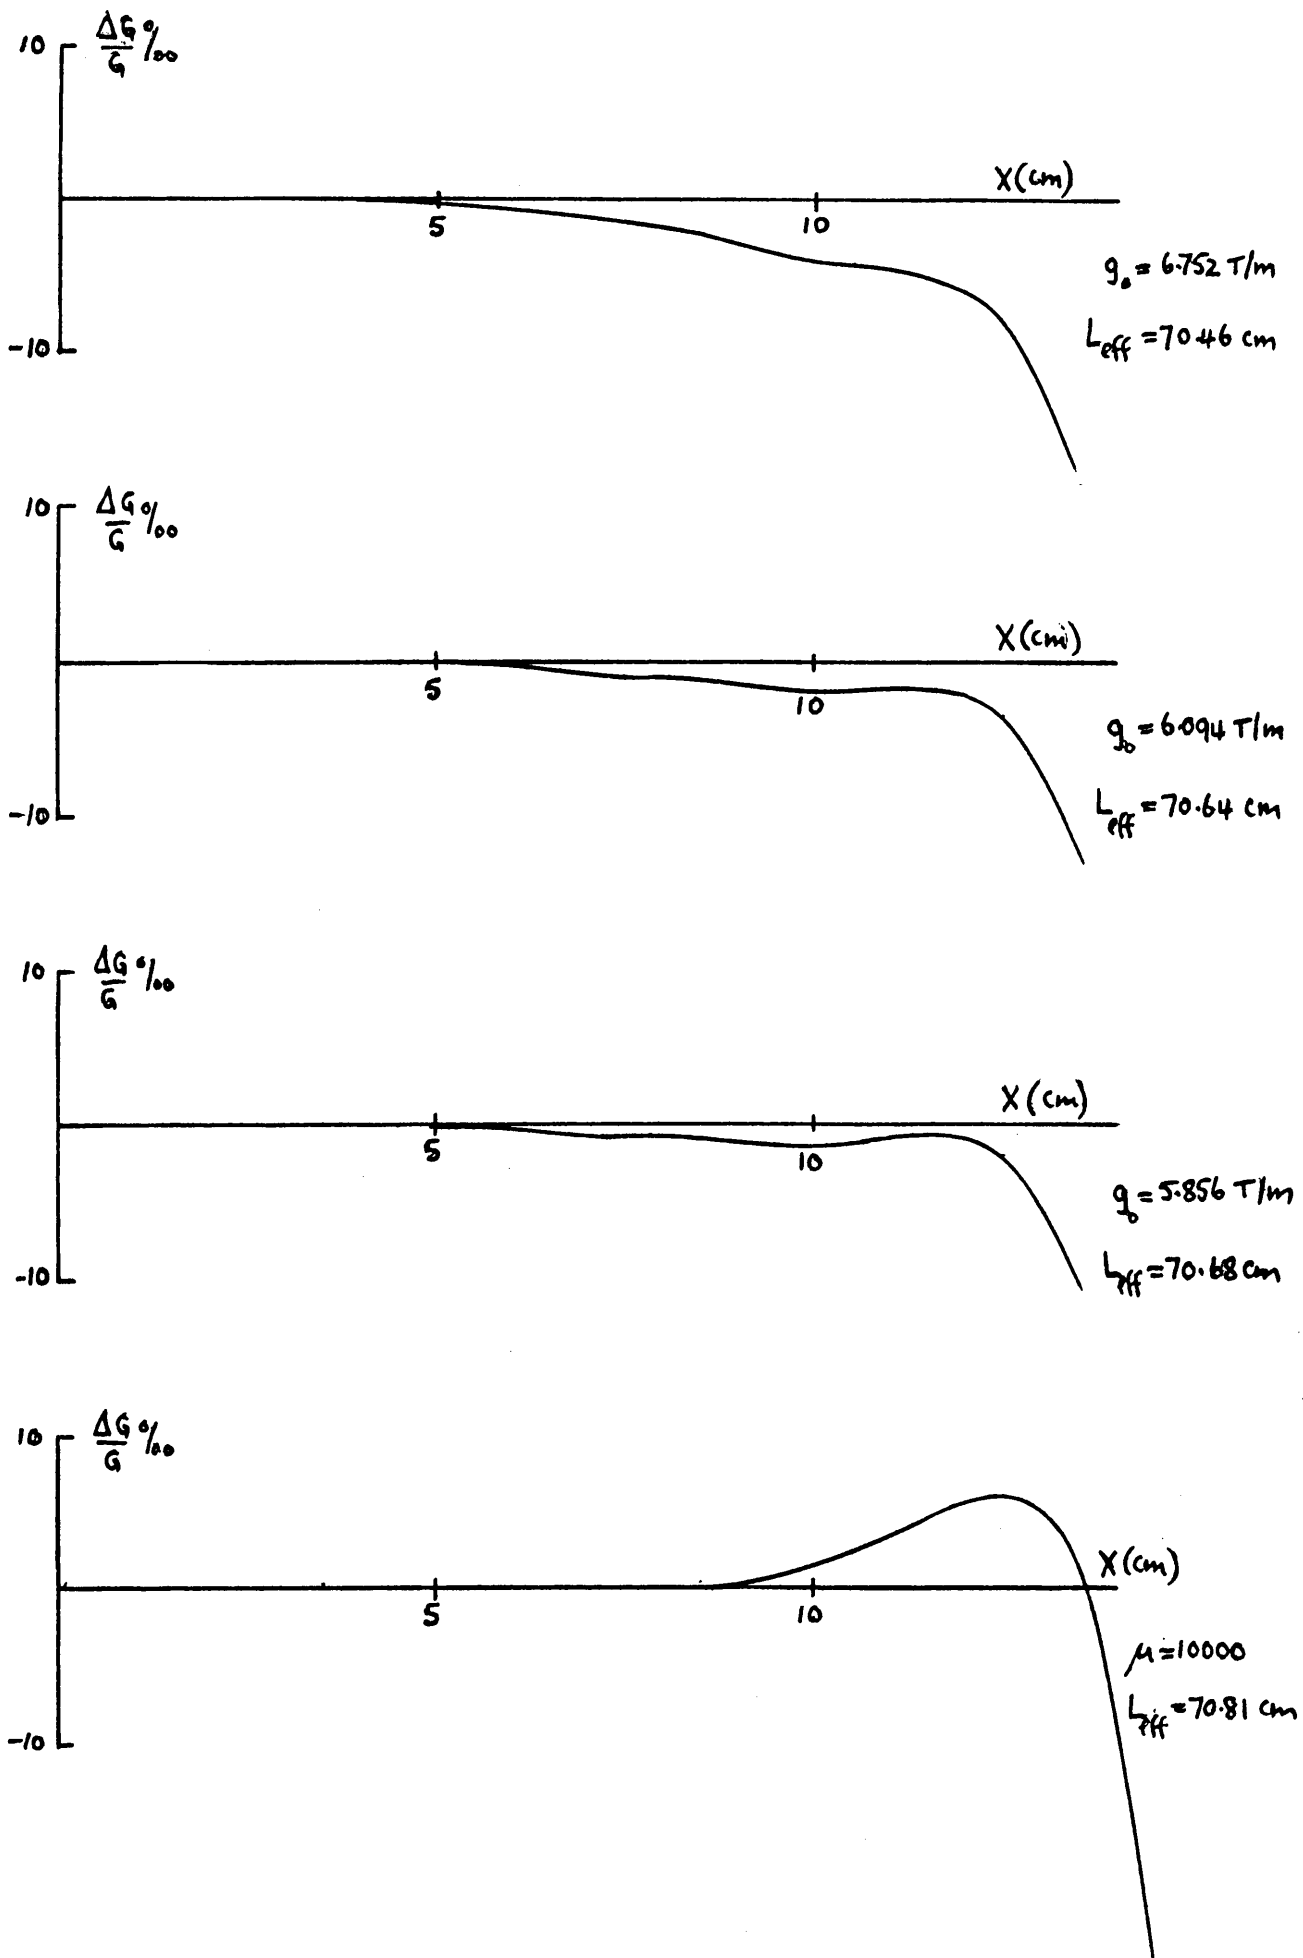 10 ΔG/G ‰
X(cm)
5 10
g₀ = 6.752 T/m
-10
L_eff = 70.46 cm
10 ΔG/G ‰
X(cm)
5 10
g₀ = 6.094 T/m
-10
L_eff = 70.64 cm
10 ΔG/G ‰
X(cm)
5 10
g₀ = 5.856 T/m
-10
L_eff = 70.68 cm
10 ΔG/G ‰
X(cm)
5 10
μ = 10000
L_eff = 70.81 cm
-10